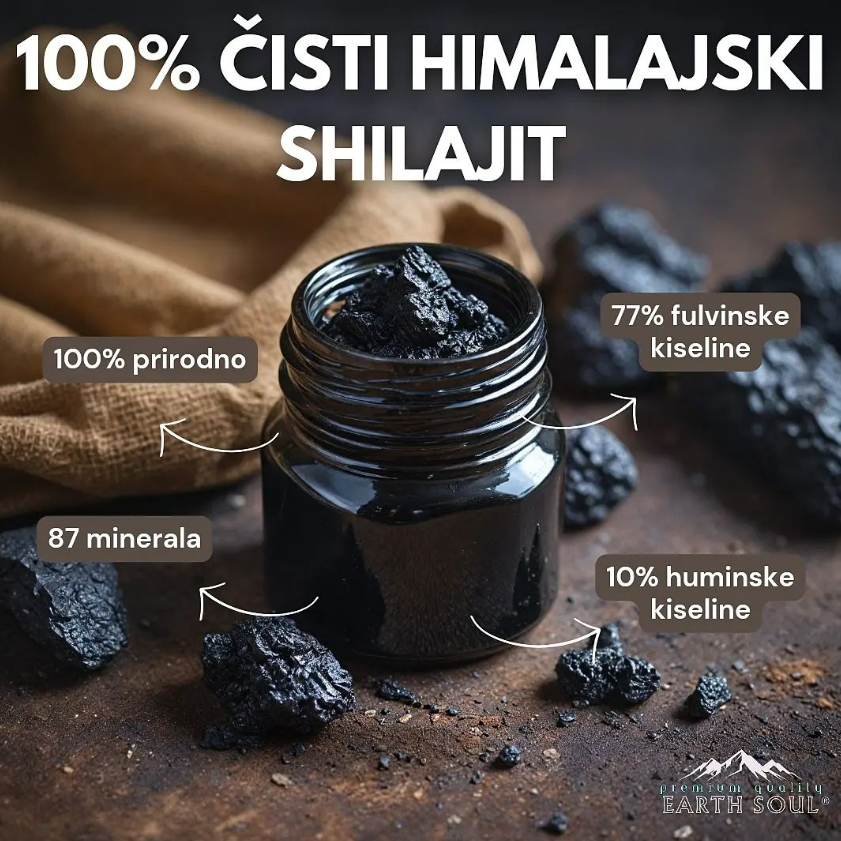 100% ČISTI HIMALAJSKI
SHILAJIT
77% fulvinske
kiseline
100% prirodno
87 minerala
10% huminske
kiseline
premium quality
EARTH SOUL®